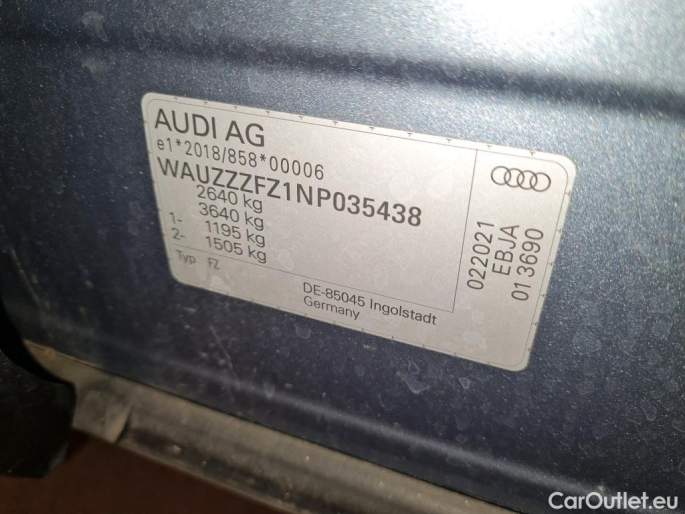 AUDI AG
e1*2018/858*00006
WAUZZZFZ1NP035438
2640 kg
3640 kg
1- 1195 kg
2- 1505 kg
Typ FZ
DE-85045 Ingolstadt
Germany
022021
EBJA
013690
CarOutlet.eu